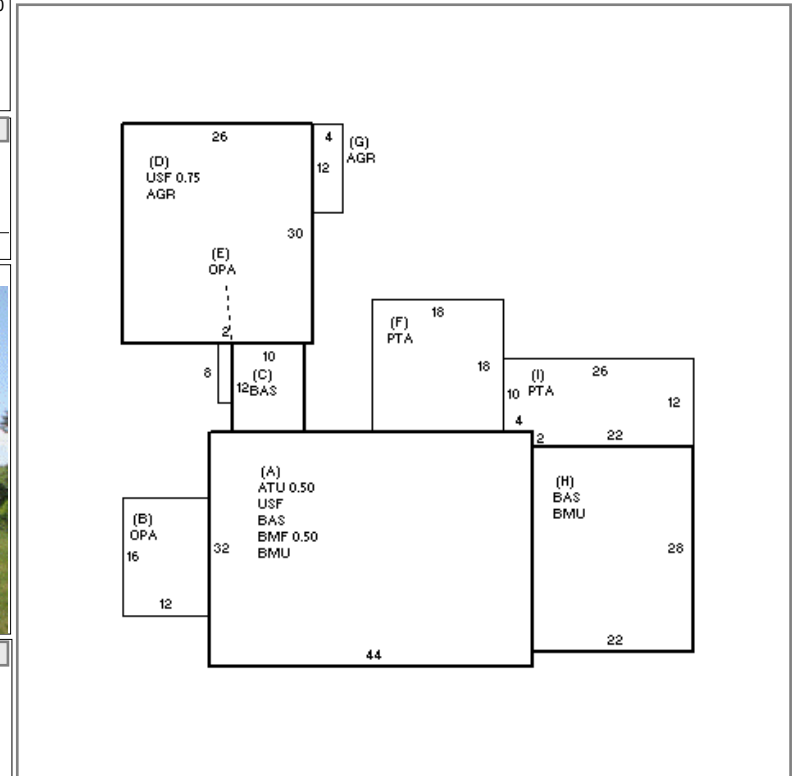 26
4
(G)
AGR
(D)
USF 0.75
AGR
12
30
(E)
OPA
2
10
8
12
(C)
BAS
18
(F)
PTA
18
26
(I)
PTA
10
12
4
2
22
(A)
ATU 0.50
USF
BAS
BMF 0.50
BMU
(H)
BAS
BMU
(B)
OPA
16
32
28
12
22
44